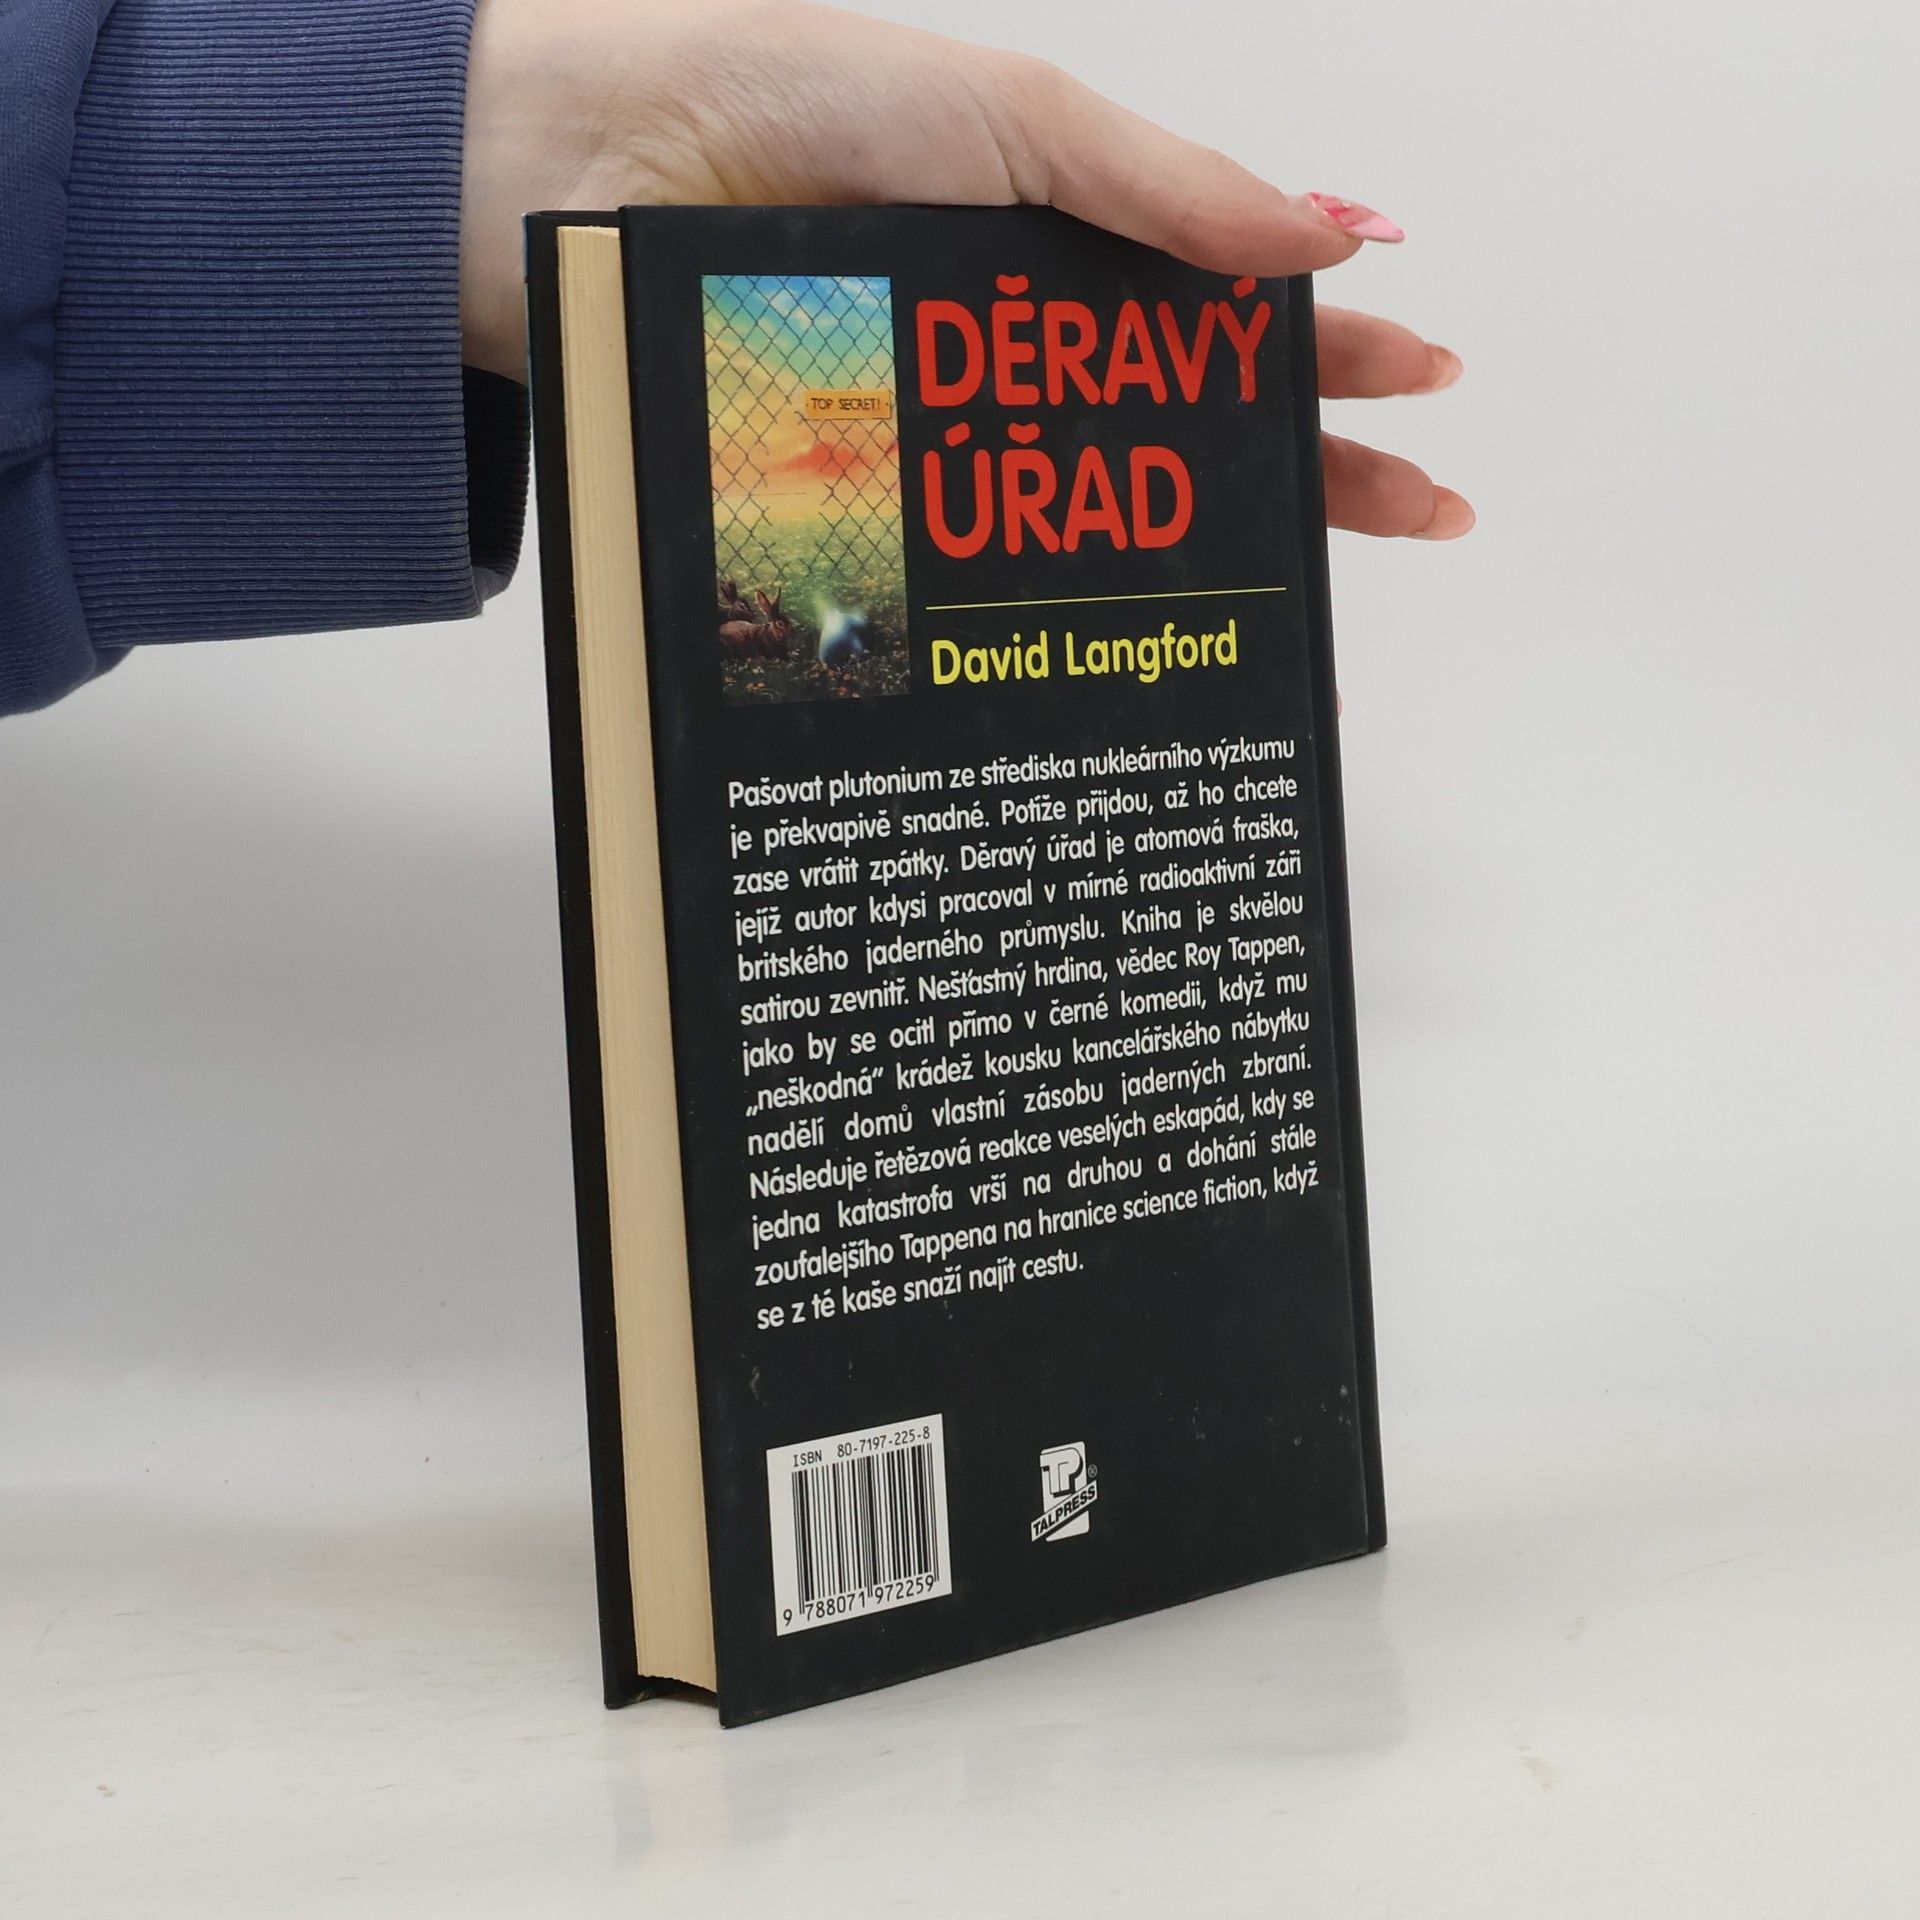 TOP SECRET!
DĚRAVÝ
ÚŘAD
David Langford
Pašovat plutonium ze střediska nukleárního výzkumu
je překvapivě snadné. Potíže přijdou, až ho chcete
zase vrátit zpátky. Děravý úřad je atomová fraška,
jejíž autor kdysi pracoval v mírné radioaktivní záři
britského jaderného průmyslu. Kniha je skvělou
satirou zevnitř. Nešťastný hrdina, vědec Roy Tappen,
jako by se ocitl přímo v černé komedii, když mu
„neškodná“ krádež kousku kancelářského nábytku
nadělí domů vlastní zásobu jaderných zbraní.
Následuje řetězová reakce veselých eskapád, kdy se
jedna katastrofa vrší na druhou a dohání stále
zoufalejšího Tappena na hranice science fiction, když
se z té kaše snaží najít cestu.
ISBN 80-7197-225-8
9 788071 972259
TP®
TALPRESS